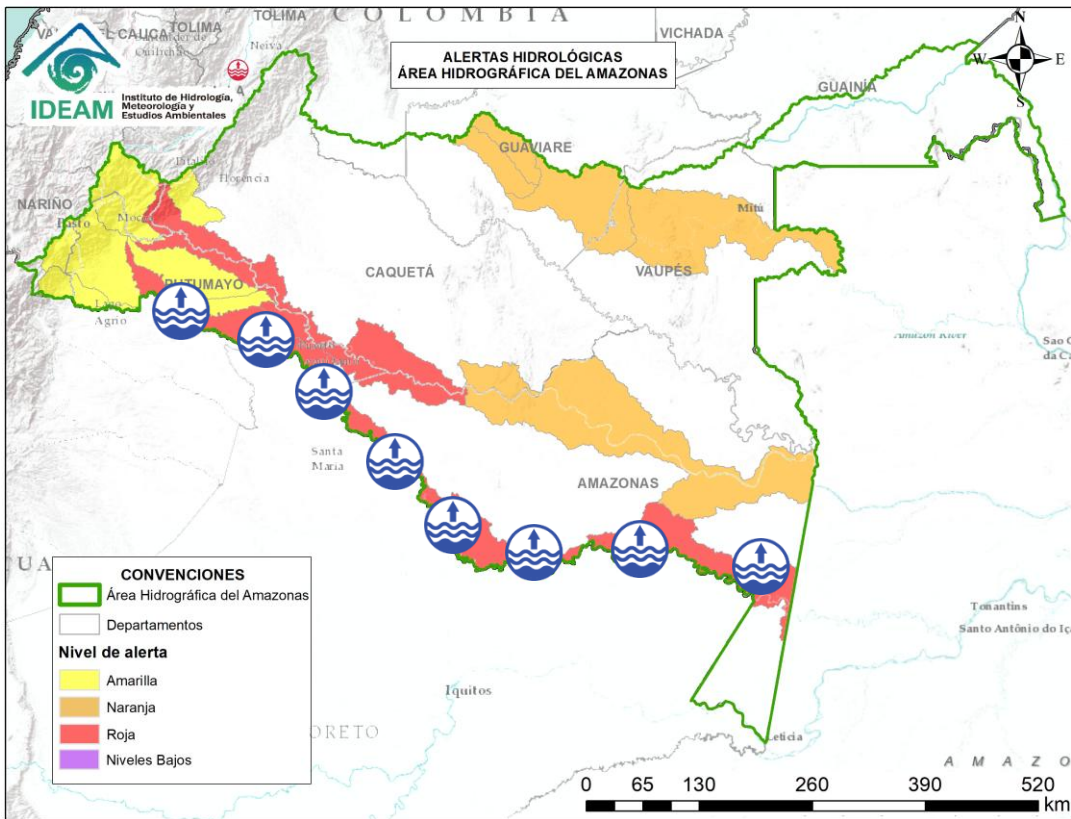 COLOMBIA
TOLIMA
TOLIMA
VICHADA
Neiva
ALERTAS HIDROLÓGICAS
ÁREA HIDROGRÁFICA DEL AMAZONAS
N
W
E
S
IDEAM
Instituto de Hidrología,
Meteorología y
Estudios Ambientales
GUAINÍA
GUAVIARE
Florencia
NARIÑO
Pasto
Mitú
CAQUETÁ
VAUPÉS
PUTUMAYO
Lago
Agrio
Amazon River
Santa
Maria
AMAZONAS
CONVENCIONES
Área Hidrográfica del Amazonas
Departamentos
Nivel de alerta
Amarilla
Naranja
Roja
Niveles Bajos
Tonantins
Santo Antônio do Iç
Iquitos
ORETO
Leticia
AMAZO
0 65 130 260 390 520
km